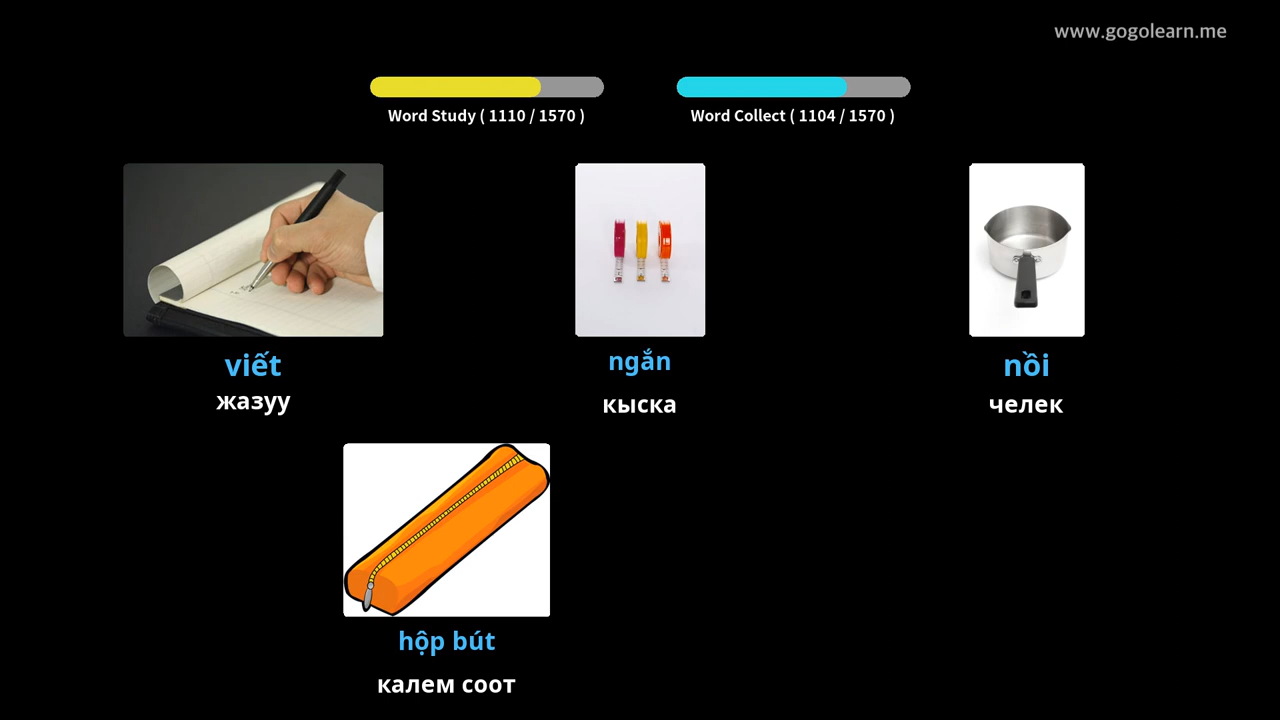 www.gogolearn.me
Word Study ( 1110 / 1570 )
Word Collect ( 1104 / 1570 )
viết
жазуу
ngắn
кыска
nồi
челек
hộp bút
калем соот